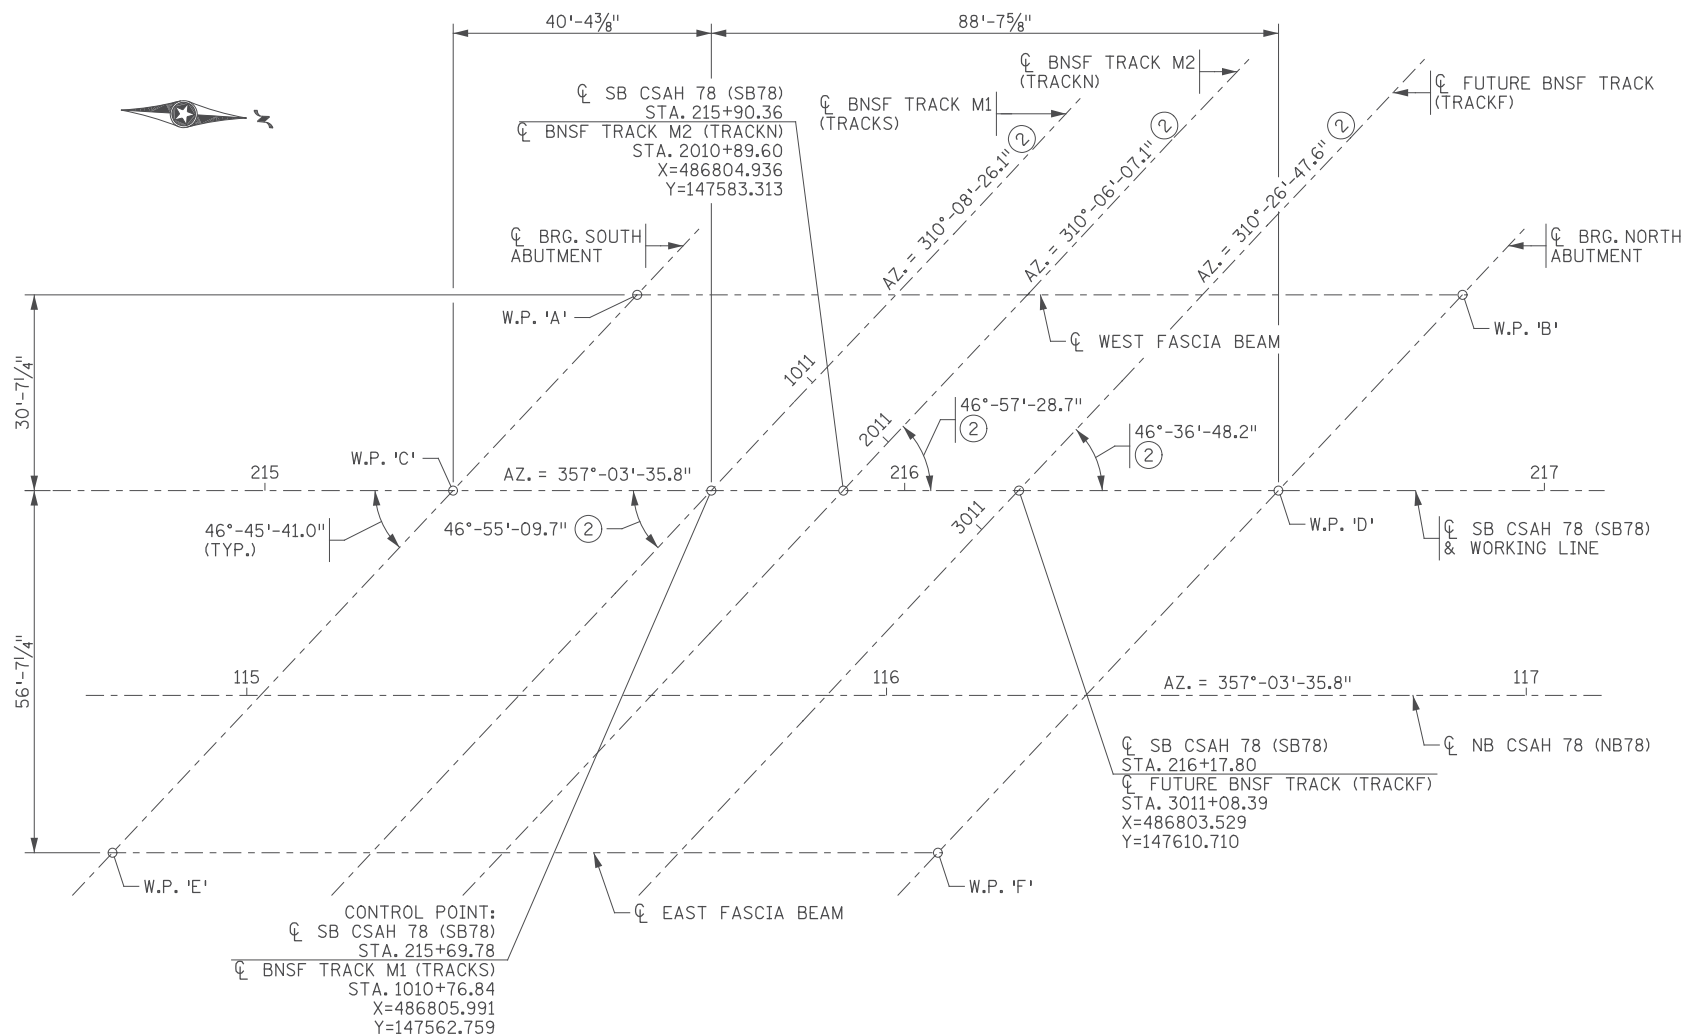 40'-4⅜"
88'-7⅝"
℄ BNSF TRACK M2
(TRACKN)
℄ FUTURE BNSF TRACK
(TRACKF)
℄ SB CSAH 78 (SB78)
STA. 215+90.36
℄ BNSF TRACK M2 (TRACKN)
STA. 2010+89.60
X=486804.936
Y=147583.313
℄ BNSF TRACK M1
(TRACKS)
AZ. = 310°-08'-26.1" 2
AZ. = 310°-06'-07.1" 2
AZ. = 310°-26'-47.6" 2
℄ BRG. SOUTH
ABUTMENT
℄ BRG. NORTH
ABUTMENT
W.P. 'A'
W.P. 'B'
℄ WEST FASCIA BEAM
30'-7¼"
1011
2011
46°-57'-28.7"
2
46°-36'-48.2"
2
W.P. 'C'
215
AZ. = 357°-03'-35.8"
216
217
46°-45'-41.0"
(TYP.)
46°-55'-09.7" 2
3011
W.P. 'D'
℄ SB CSAH 78 (SB78)
& WORKING LINE
56'-7¼"
115
116
AZ. = 357°-03'-35.8"
117
℄ NB CSAH 78 (NB78)
℄ SB CSAH 78 (SB78)
STA. 216+17.80
℄ FUTURE BNSF TRACK (TRACKF)
STA. 3011+08.39
X=486803.529
Y=147610.710
W.P. 'E'
W.P. 'F'
℄ EAST FASCIA BEAM
CONTROL POINT:
℄ SB CSAH 78 (SB78)
STA. 215+69.78
℄ BNSF TRACK M1 (TRACKS)
STA. 1010+76.84
X=486805.991
Y=147562.759